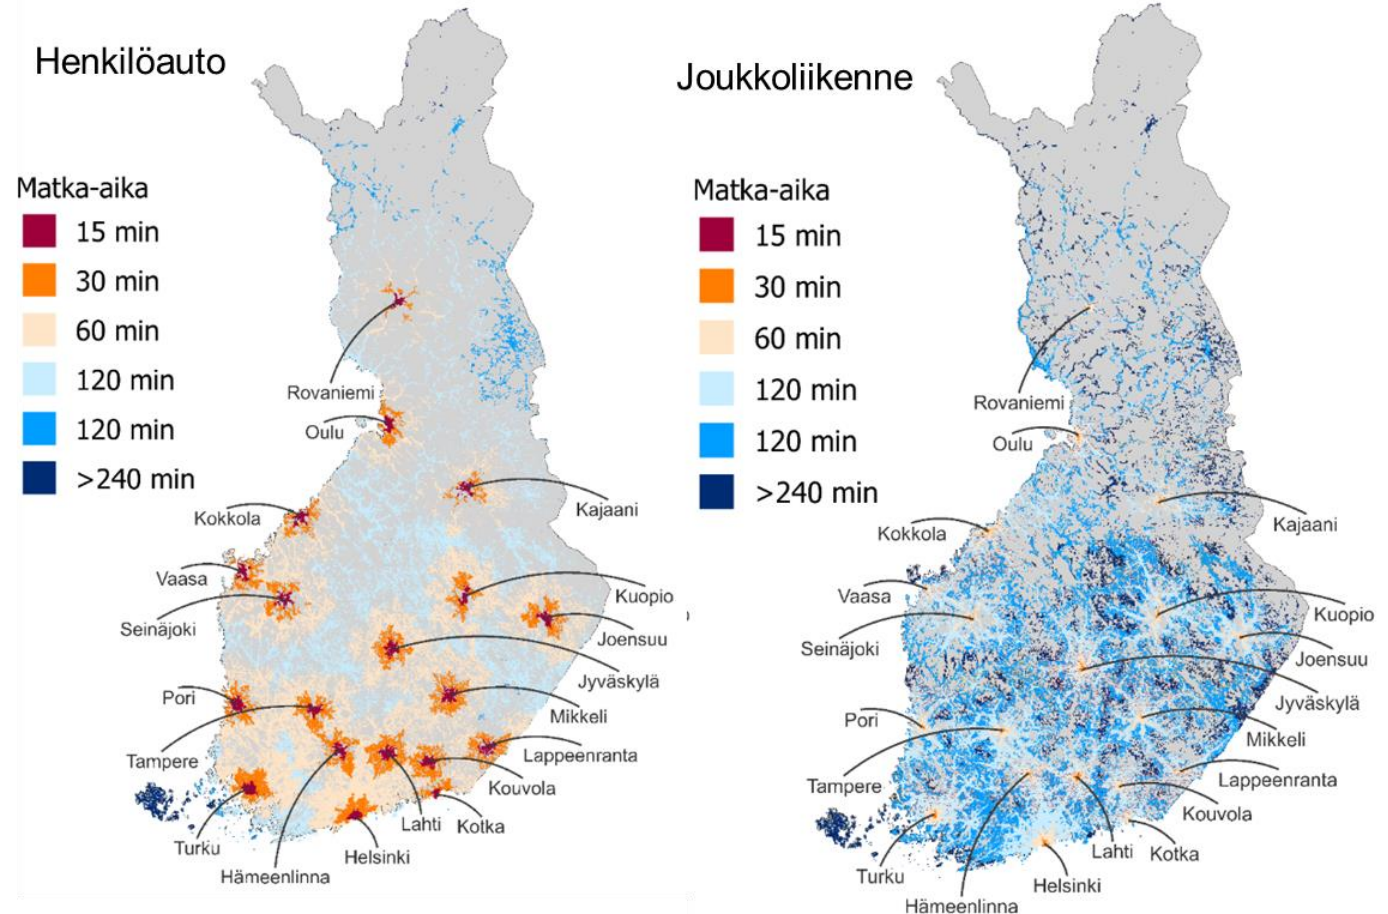 Henkilöauto
Matka-aika
15 min
30 min
60 min
120 min
120 min
>240 min
Rovaniemi
Oulu
Kokkola
Kajaani
Vaasa
Seinäjoki
Kuopio
Joensuu
Jyväskylä
Pori
Mikkeli
Tampere
Lappeenranta
Kouvola
Lahti
Kotka
Turku
Helsinki
Hämeenlinna
Joukkoliikenne
Matka-aika
15 min
30 min
60 min
120 min
120 min
>240 min
Rovaniemi
Oulu
Kokkola
Kajaani
Vaasa
Seinäjoki
Kuopio
Joensuu
Jyväskylä
Pori
Mikkeli
Tampere
Lappeenranta
Kouvola
Lahti
Kotka
Turku
Helsinki
Hämeenlinna